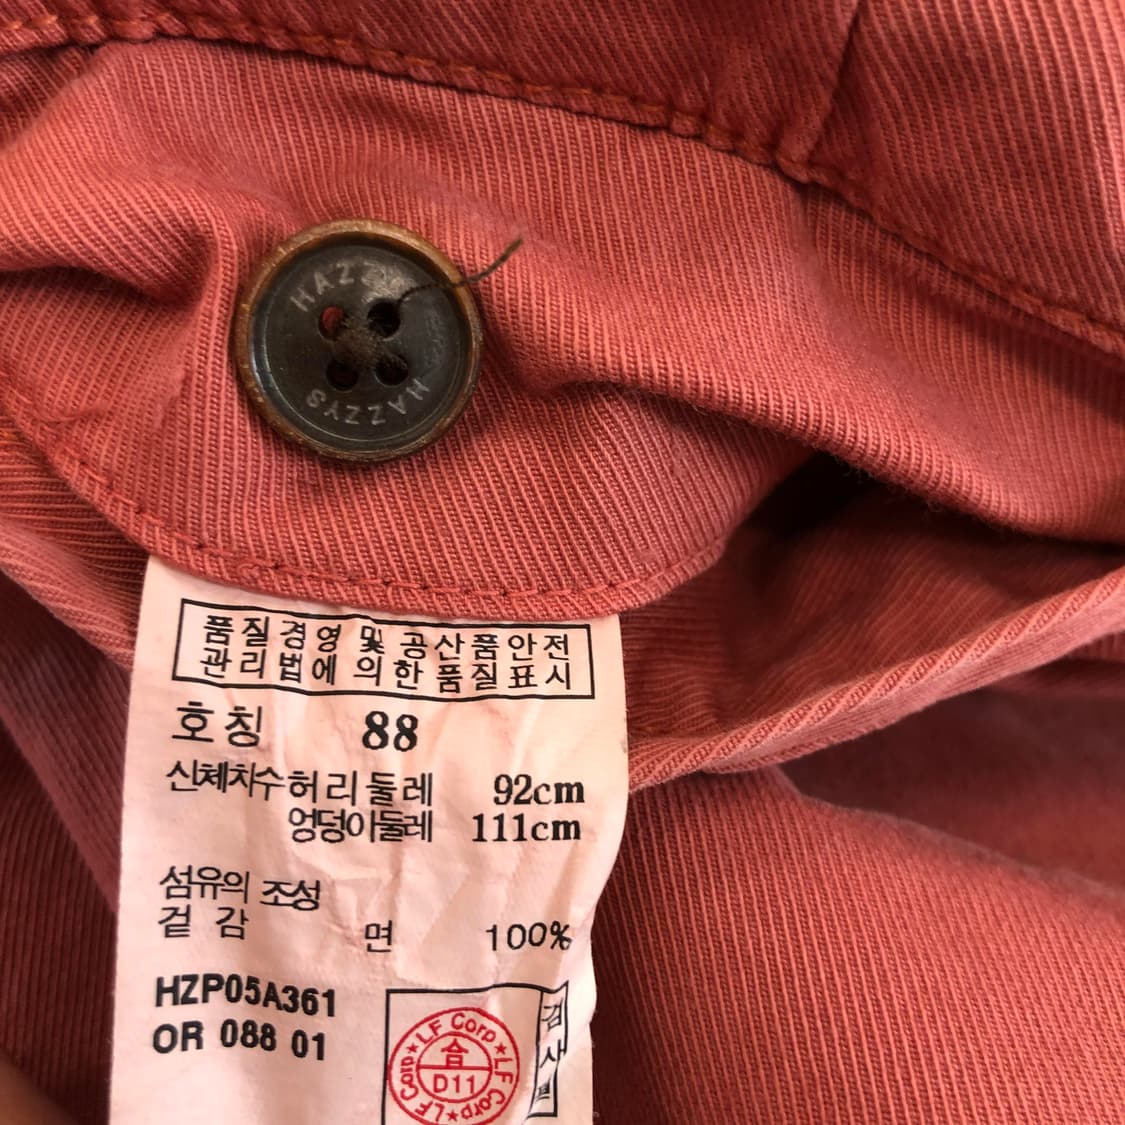 HAZZYS
HAZZYS
품질경영 및 공산품안전
관리법에 의한 품질표시
호칭 88
신체치수 허리둘레 92cm
엉덩이둘레 111cm
섬유의 조성
겉감 면 100%
HZP05A361
OR 088 01
LF Corp★LF Corp★LF Corp★
合
D11
검사